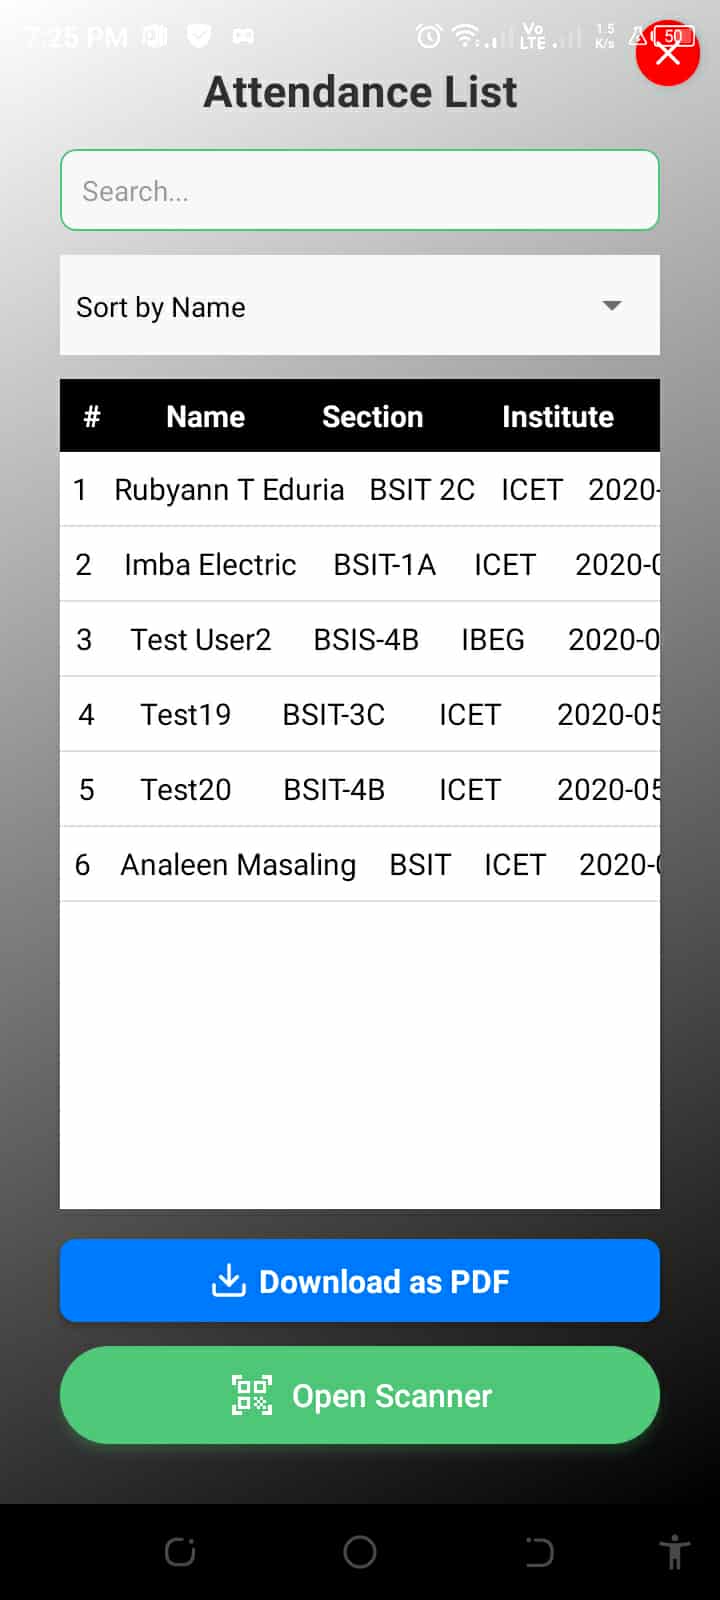 7:25 PM Vo LTE 1.5 K/s 50
Attendance List
Search...
Sort by Name
# Name Section Institute
1 Rubyann T Eduria BSIT 2C ICET 2020-
2 Imba Electric BSIT-1A ICET 2020-0
3 Test User2 BSIS-4B IBEG 2020-0
4 Test19 BSIT-3C ICET 2020-05
5 Test20 BSIT-4B ICET 2020-05
6 Analeen Masaling BSIT ICET 2020-0
Download as PDF
Open Scanner